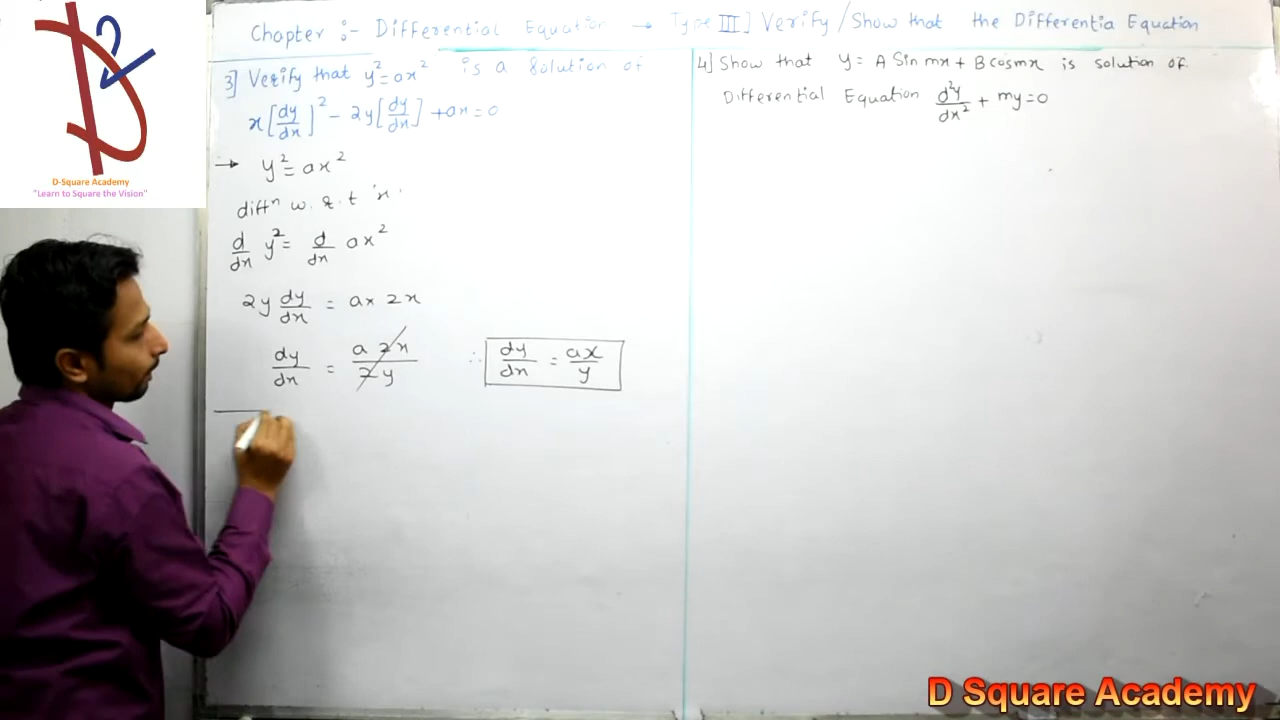 Chapter :- Differential Equation → Type III] Verify/Show that the Differentia Equation
3] Verify that y² = ax² is a Solution of
x[dy/dx]² - 2y[dy/dx] + ax = 0
→ y² = ax²
diffⁿ w.r.t 'x'
d/dx y² = d/dx ax²
2y dy/dx = a x 2x
dy/dx = a 2x / 2y ∴ dy/dx = ax/y
4] Show that y = A Sin mx + B cos mx is solution of
Differential Equation d²y/dx² + my = 0
D-Square Academy
"Learn to Square the Vision"
D Square Academy